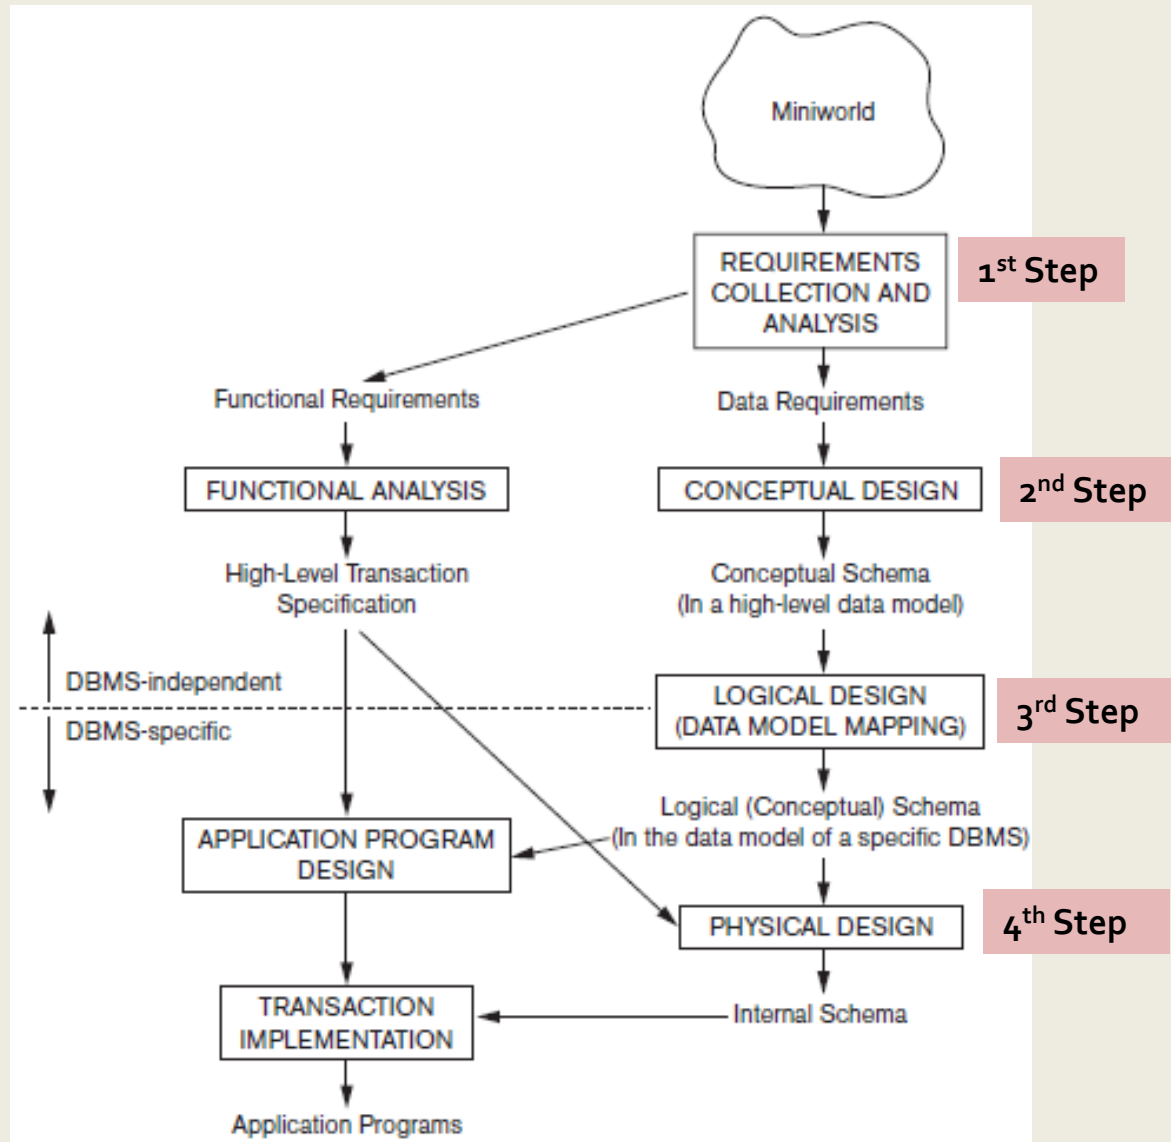 Miniworld
REQUIREMENTS
COLLECTION AND
ANALYSIS
1st Step
Functional Requirements
Data Requirements
FUNCTIONAL ANALYSIS
CONCEPTUAL DESIGN
2nd Step
High-Level Transaction
Specification
Conceptual Schema
(In a high-level data model)
DBMS-independent
DBMS-specific
LOGICAL DESIGN
(DATA MODEL MAPPING)
3rd Step
Logical (Conceptual) Schema
(In the data model of a specific DBMS)
APPLICATION PROGRAM
DESIGN
PHYSICAL DESIGN
4th Step
TRANSACTION
IMPLEMENTATION
Internal Schema
Application Programs